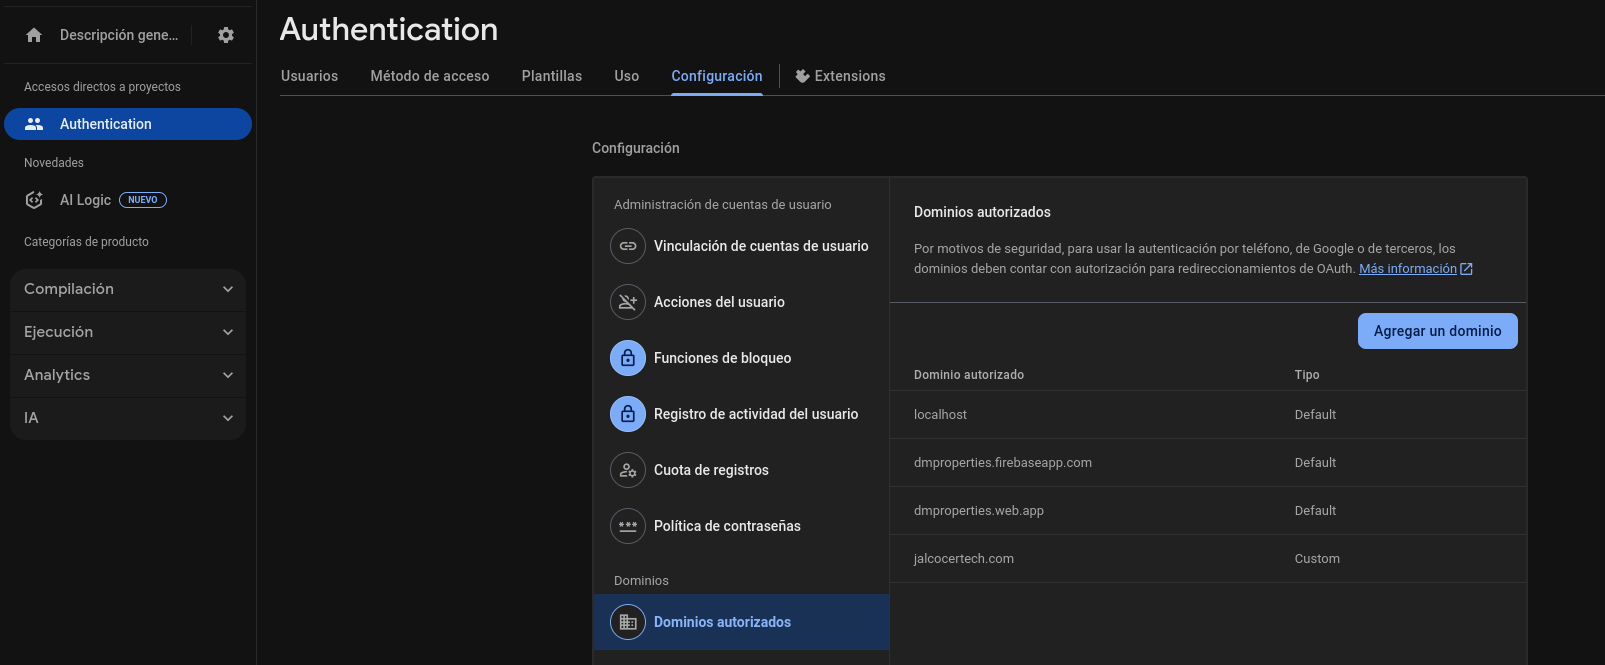 Authentication
Descripción gene...
Usuarios
Método de acceso
Plantillas
Uso
Configuración
Extensions
Accesos directos a proyectos
Authentication
Novedades
AI Logic
NUEVO
Categorías de producto
Compilación
Ejecución
Analytics
IA
Configuración
Administración de cuentas de usuario
Vinculación de cuentas de usuario
Acciones del usuario
Funciones de bloqueo
Registro de actividad del usuario
Cuota de registros
Política de contraseñas
Dominios
Dominios autorizados
Dominios autorizados
Por motivos de seguridad, para usar la autenticación por teléfono, de Google o de terceros, los
dominios deben contar con autorización para redireccionamientos de OAuth. Más información
Agregar un dominio
Dominio autorizado Tipo
localhost Default
dmproperties.firebaseapp.com Default
dmproperties.web.app Default
jalcocertech.com Custom